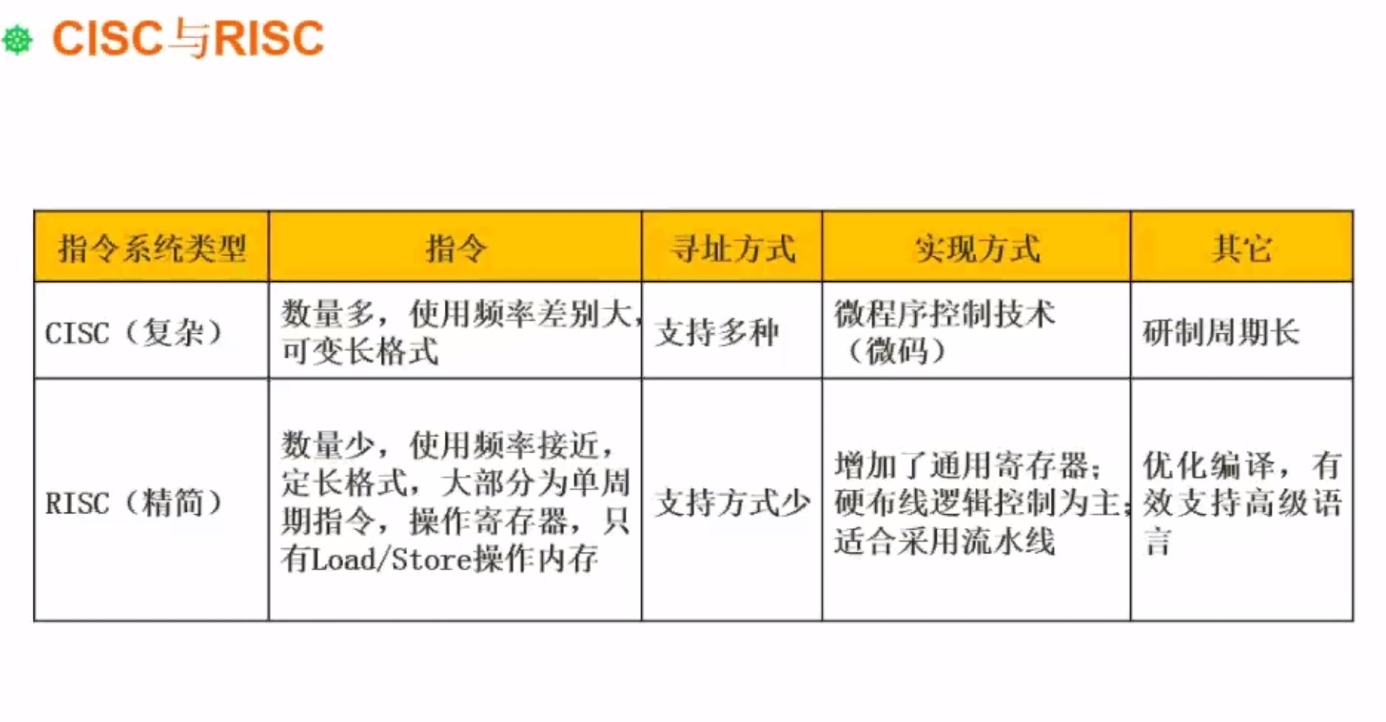 CISC与RISC
指令系统类型
指令
寻址方式
实现方式
其它
CISC（复杂）
数量多，使用频率差别大，
可变长格式
支持多种
微程序控制技术
（微码）
研制周期长
RISC（精简）
数量少，使用频率接近，
定长格式，大部分为单周
期指令，操作寄存器，只
有Load/Store操作内存
支持方式少
增加了通用寄存器；
硬布线逻辑控制为主；
适合采用流水线
优化编译，有
效支持高级语
言